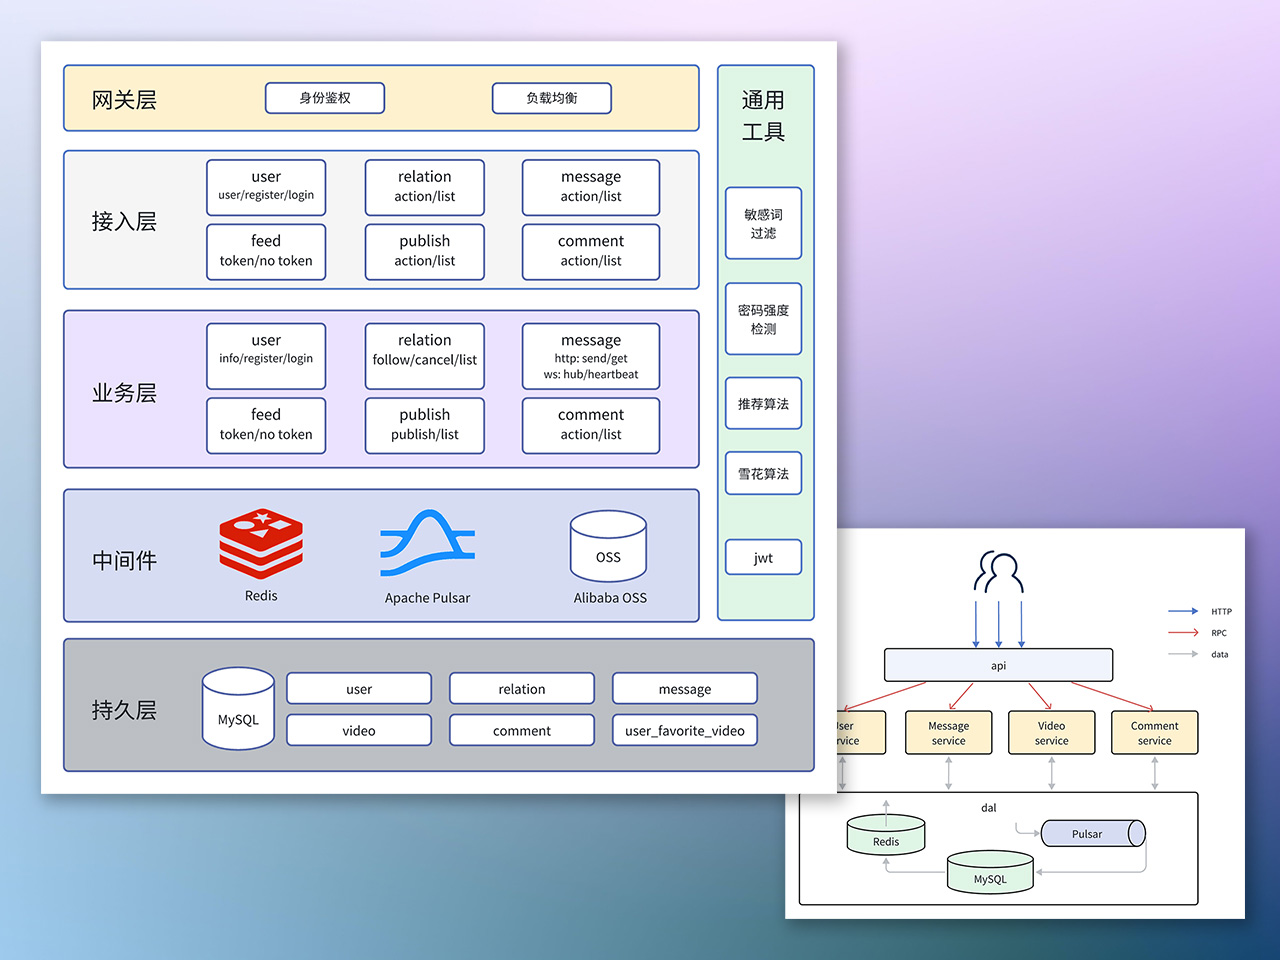 网关层
身份鉴权
负载均衡
接入层
user
user/register/login
relation
action/list
message
action/list
feed
token/no token
publish
action/list
comment
action/list
业务层
user
info/register/login
relation
follow/cancel/list
message
http: send/get
ws: hub/heartbeat
feed
token/no token
publish
publish/list
comment
action/list
中间件
Redis
Apache Pulsar
OSS
Alibaba OSS
持久层
MySQL
user
relation
message
video
comment
user_favorite_video
通用
工具
敏感词
过滤
密码强度
检测
推荐算法
雪花算法
jwt
HTTP
RPC
data
api
Message
service
Video
service
Comment
service
dal
Redis
Pulsar
MySQL